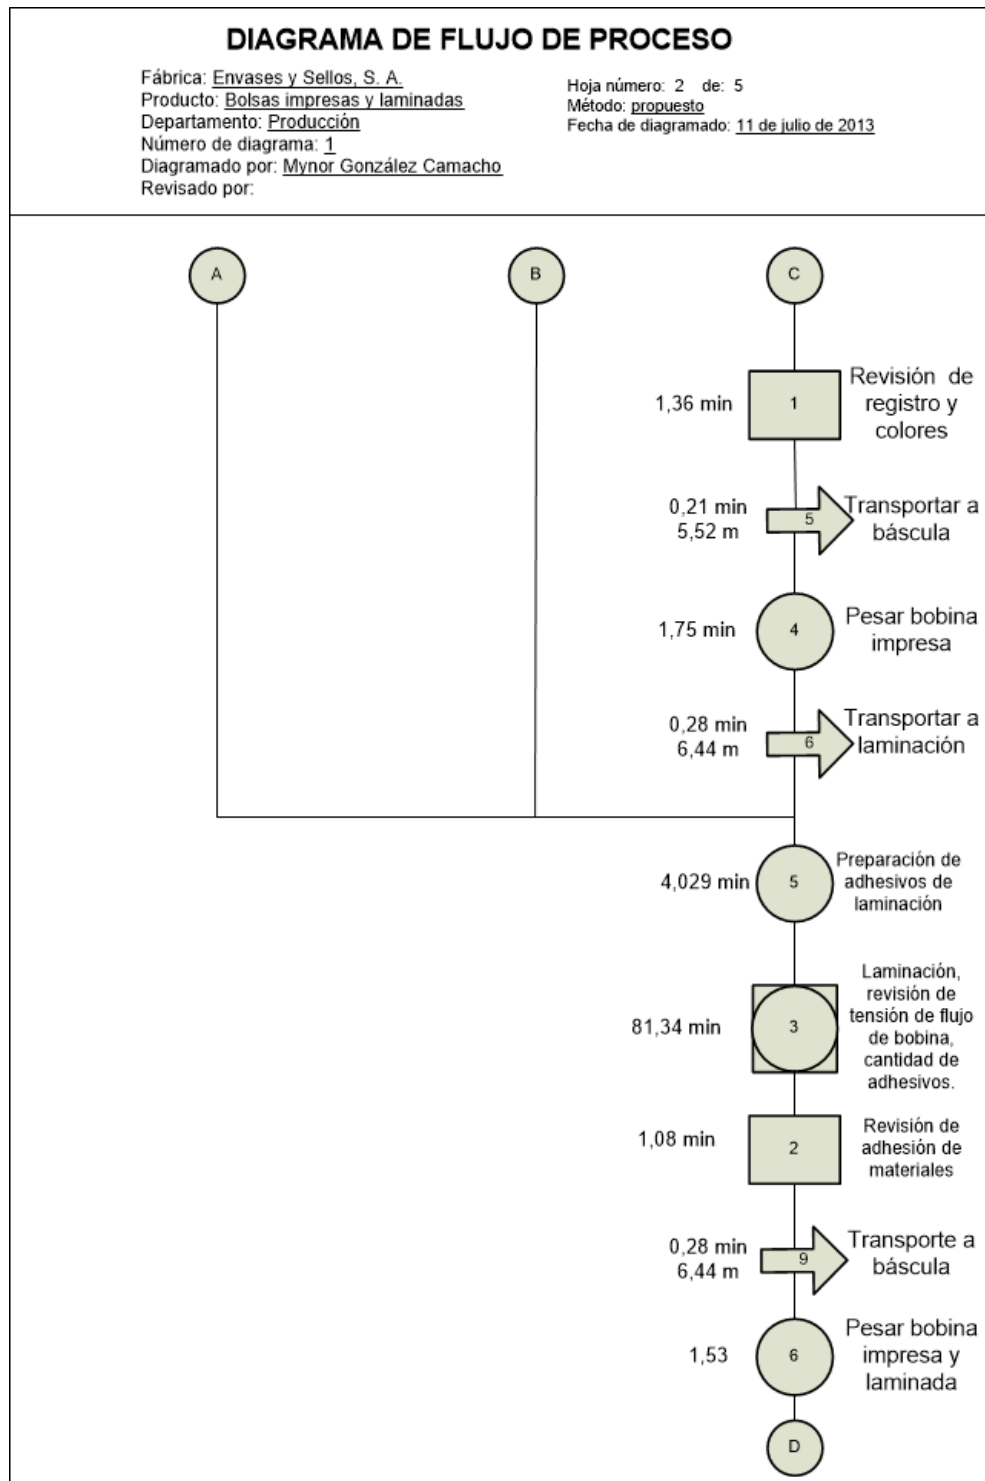 DIAGRAMA DE FLUJO DE PROCESO
Fábrica: Envases y Sellos, S. A.
Producto: Bolsas impresas y laminadas
Departamento: Producción
Número de diagrama: 1
Diagramado por: Mynor González Camacho
Revisado por:
Hoja número: 2 de: 5
Método: propuesto
Fecha de diagramado: 11 de julio de 2013
A
B
C
1,36 min
1
Revisión de
registro y
colores
0,21 min
5,52 m
5
Transportar a
báscula
1,75 min
4
Pesar bobina
impresa
0,28 min
6,44 m
6
Transportar a
laminación
4,029 min
5
Preparación de
adhesivos de
laminación
81,34 min
3
Laminación,
revisión de
tensión de flujo
de bobina,
cantidad de
adhesivos.
1,08 min
2
Revisión de
adhesión de
materiales
0,28 min
6,44 m
9
Transporte a
báscula
1,53
6
Pesar bobina
impresa y
laminada
D